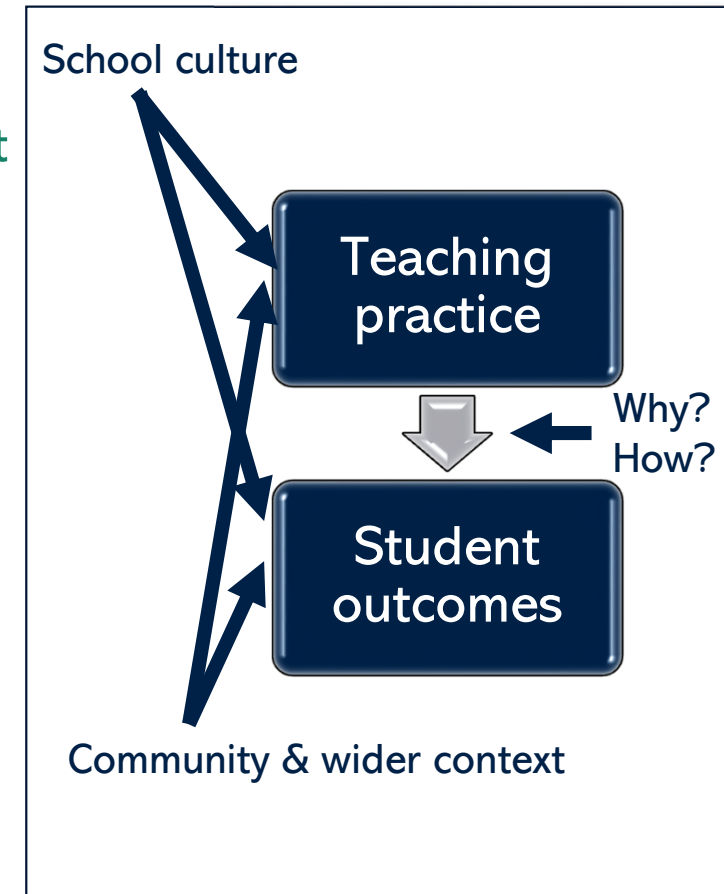 School culture
t
Teaching
practice
Why?
How?
Student
outcomes
Community & wider context